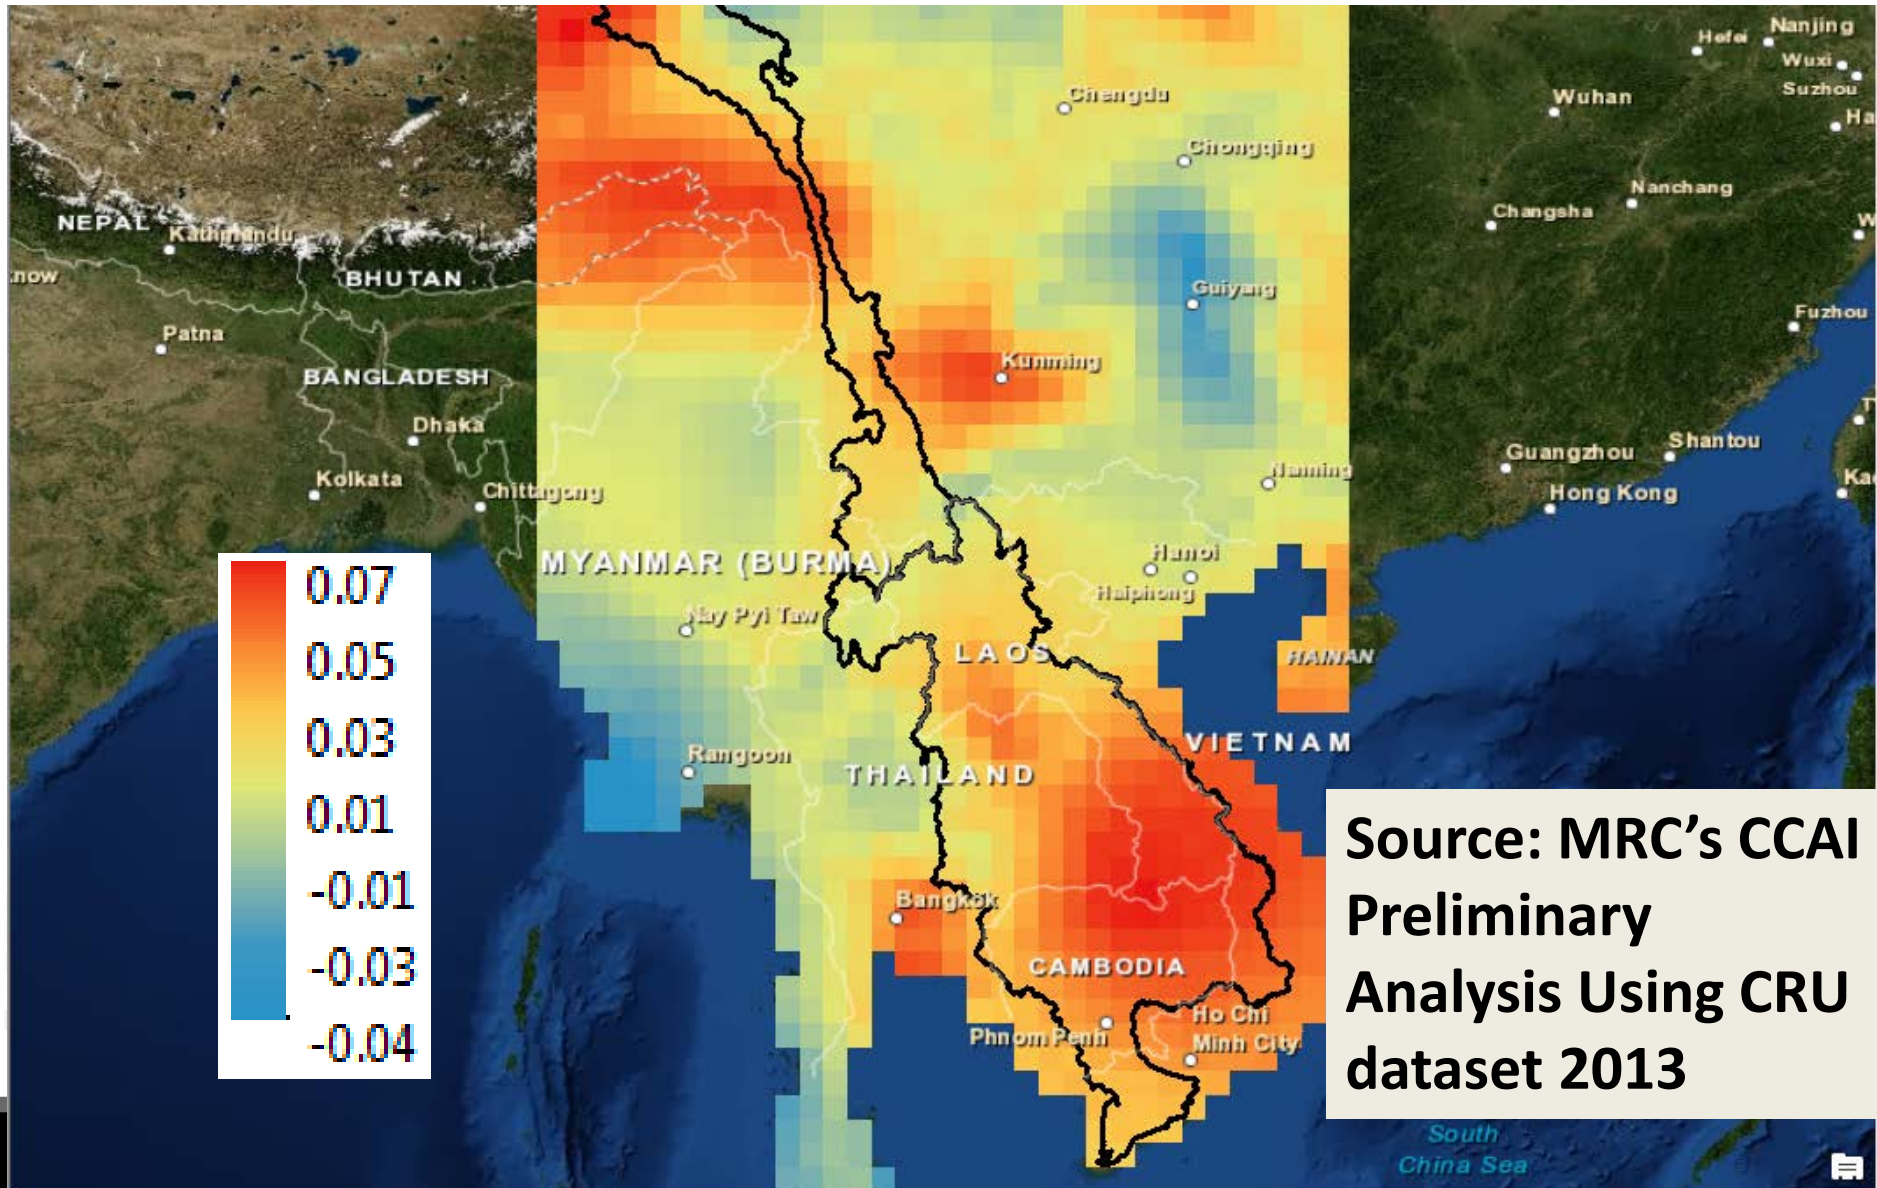 Nanjing
Hefei
Wuxi
Suzhou
Chengdu
Wuhan
Ha
Chongqing
Nanchang
Changsha
NEPAL
Kathmandu
W
now
BHUTAN
Guiyang
Fuzhou
Patna
Kunming
BANGLADESH
Dhaka
Shantou
Guangzhou
Kolkata
Chittagong
Nanning
Ka
Hong Kong
MYANMAR (BURMA)
Hanoi
Haiphong
Nay Pyi Taw
LAOS
HAINAN
VIETNAM
Rangoon
THAILAND
Bangkok
CAMBODIA
Phnom Penh
Ho Chi
Minh City
0.07
0.05
0.03
0.01
-0.01
-0.03
-0.04
Source: MRC’s CCAI
Preliminary
Analysis Using CRU
dataset 2013
South
China Sea